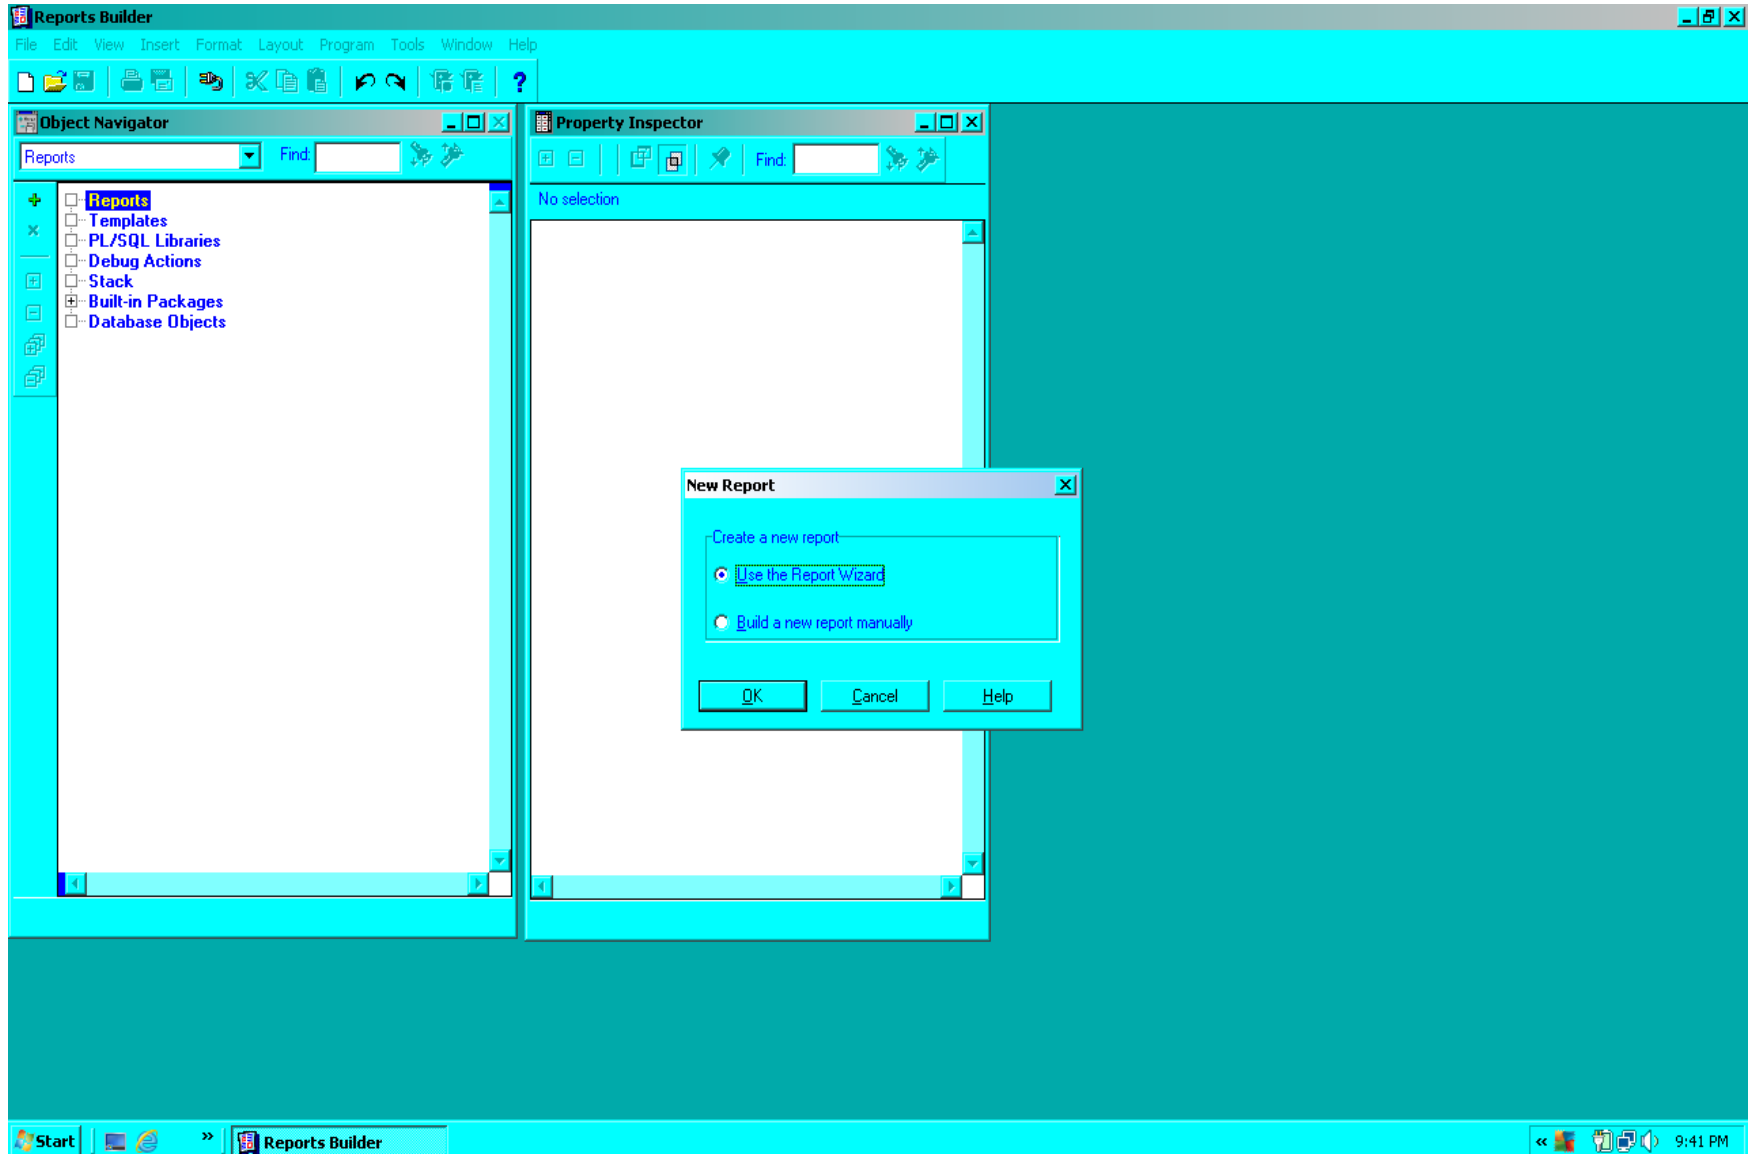 Reports Builder
File Edit View Insert Format Layout Program Tools Window Help
Object Navigator
Reports Find:
Reports
Templates
PL/SQL Libraries
Debug Actions
Stack
Built-in Packages
Database Objects
Property Inspector
Find:
No selection
New Report
Create a new report
Use the Report Wizard
Build a new report manually
OK Cancel Help
Start Reports Builder 9:41 PM